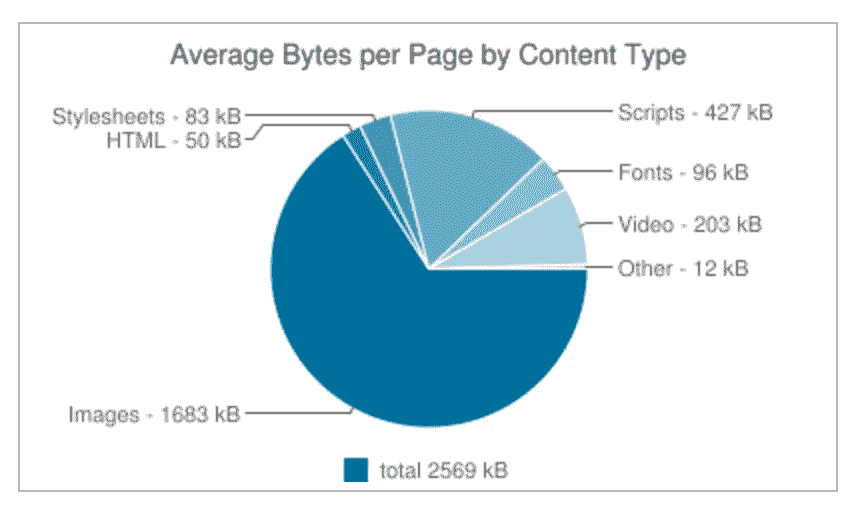 Average Bytes per Page by Content Type
Stylesheets - 83 kB
HTML - 50 kB
Scripts - 427 kB
Fonts - 96 kB
Video - 203 kB
Other - 12 kB
Images - 1683 kB
total 2569 kB